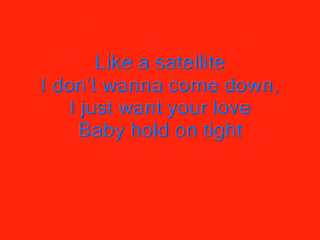 Like a satellite
I don't wanna come down,
I just want your love
Baby hold on tight